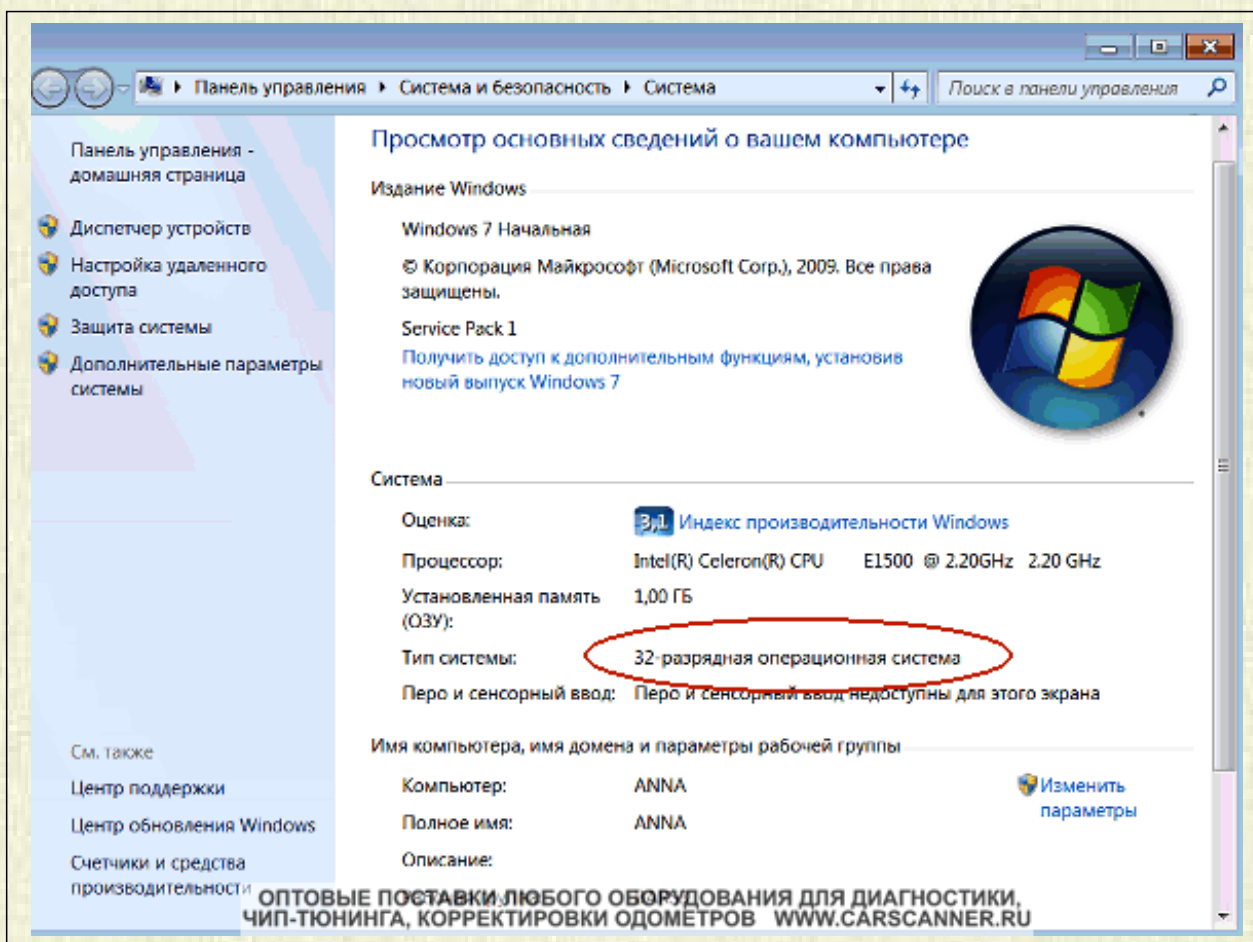 Панель управления ▸ Система и безопасность ▸ Система
Поиск в панели управления
Панель управления -
домашняя страница
Диспетчер устройств
Настройка удаленного
доступа
Защита системы
Дополнительные параметры
системы
См. также
Центр поддержки
Центр обновления Windows
Счетчики и средства
производительности
Просмотр основных сведений о вашем компьютере
Издание Windows
Windows 7 Начальная
© Корпорация Майкрософт (Microsoft Corp.), 2009. Все права
защищены.
Service Pack 1
Получить доступ к дополнительным функциям, установив
новый выпуск Windows 7
Система
Оценка: 3,1 Индекс производительности Windows
Процессор: Intel(R) Celeron(R) CPU E1500 @ 2.20GHz 2.20 GHz
Установленная память 1,00 ГБ
(ОЗУ):
Тип системы: 32-разрядная операционная система
Перо и сенсорный ввод: Перо и сенсорный ввод недоступны для этого экрана
Имя компьютера, имя домена и параметры рабочей группы
Компьютер: ANNA Изменить
параметры
Полное имя: ANNA
Описание:
ОПТОВЫЕ ПОСТАВКИ ЛЮБОГО ОБОРУДОВАНИЯ ДЛЯ ДИАГНОСТИКИ,
ЧИП-ТЮНИНГА, КОРРЕКТИРОВКИ ОДОМЕТРОВ WWW.CARSCANNER.RU